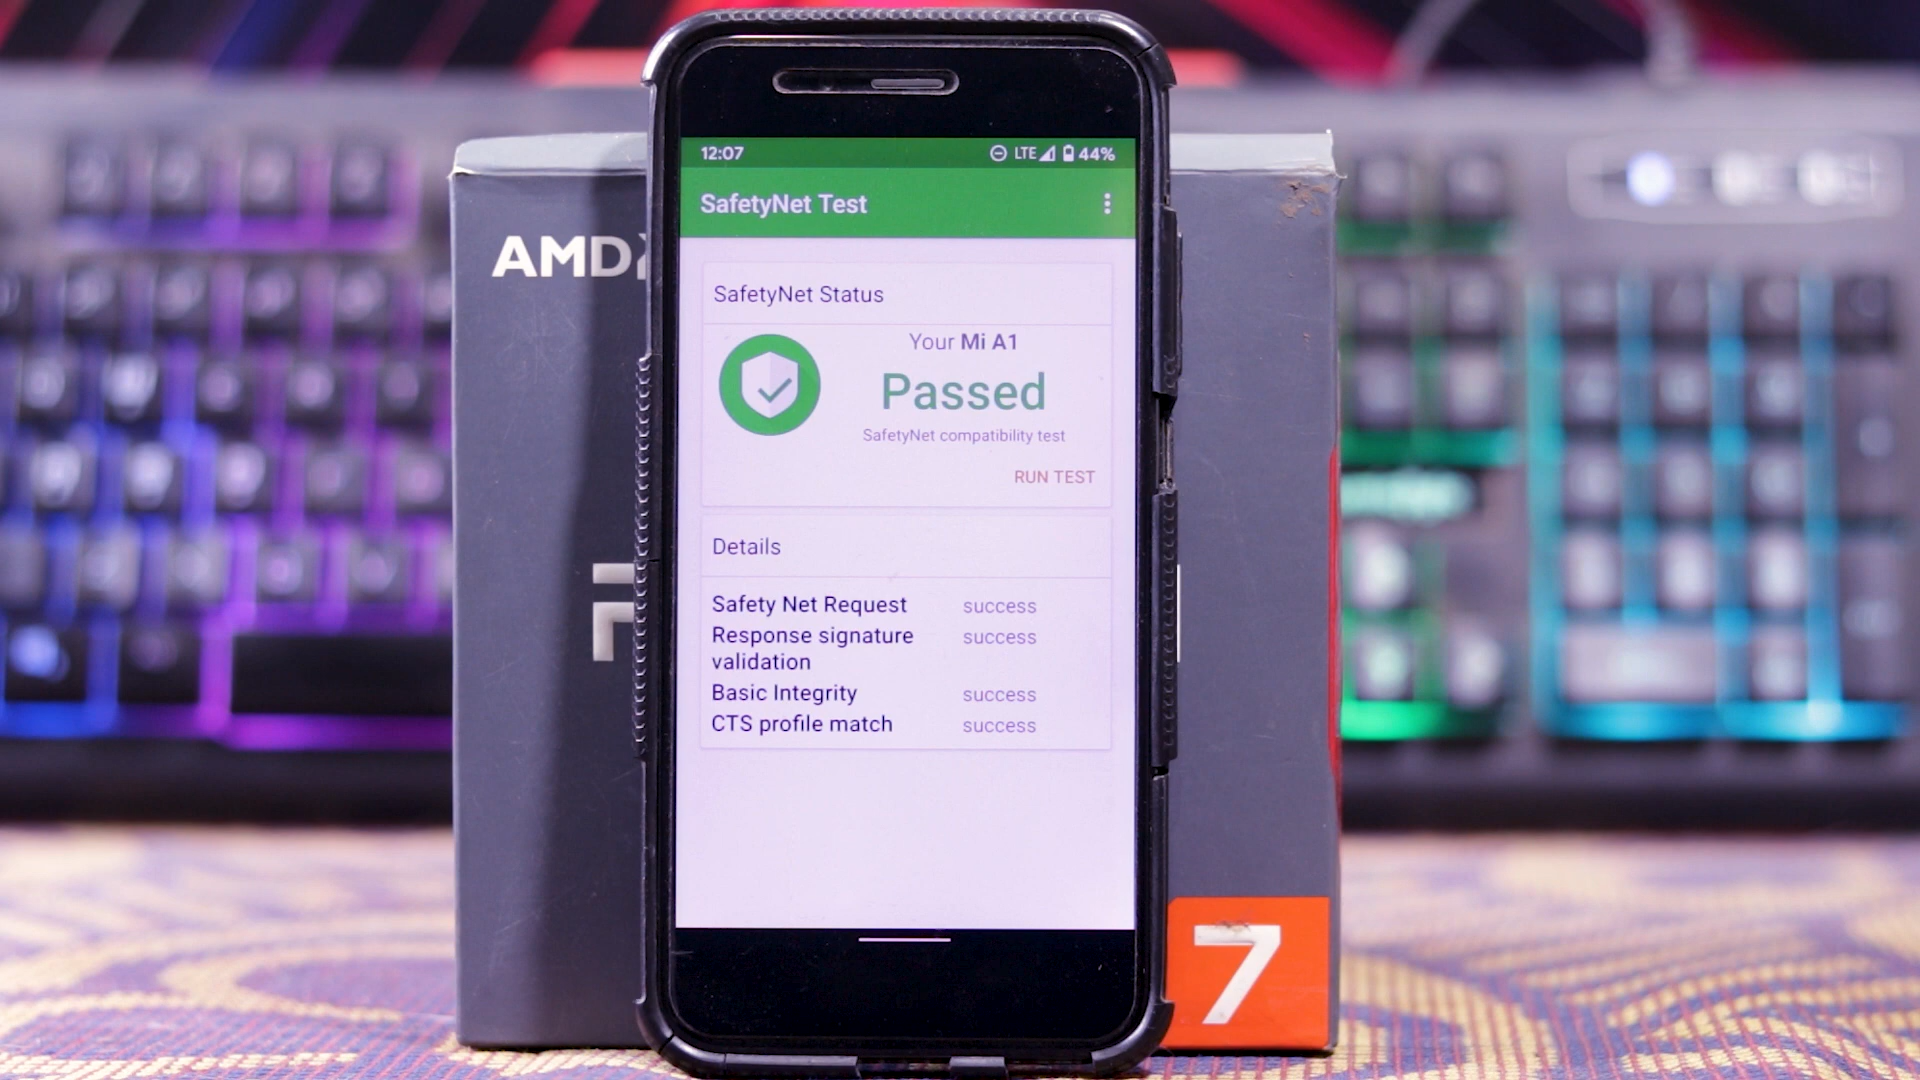 12:07 LTE 44%
SafetyNet Test
SafetyNet Status
Your Mi A1
Passed
SafetyNet compatibility test
RUN TEST
Details
Safety Net Request success
Response signature success
validation
Basic Integrity success
CTS profile match success
AMD
7